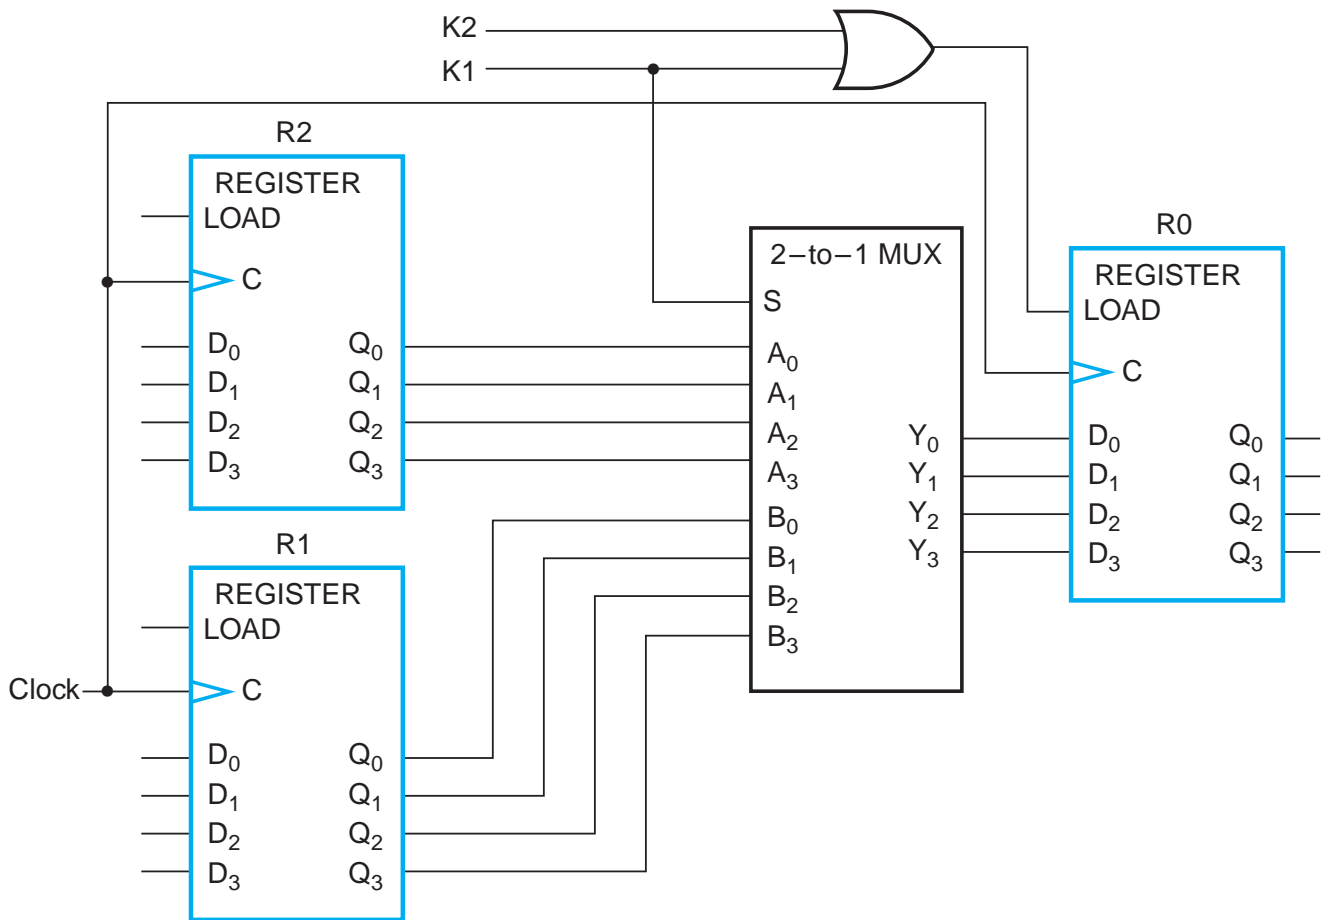 K2
K1
R2
REGISTER
LOAD
C
D0 Q0
D1 Q1
D2 Q2
D3 Q3
R1
REGISTER
LOAD
Clock
C
D0 Q0
D1 Q1
D2 Q2
D3 Q3
2−to−1 MUX
S
A0
A1
A2
A3
B0
B1
B2
B3
Y0
Y1
Y2
Y3
R0
REGISTER
LOAD
C
D0 Q0
D1 Q1
D2 Q2
D3 Q3